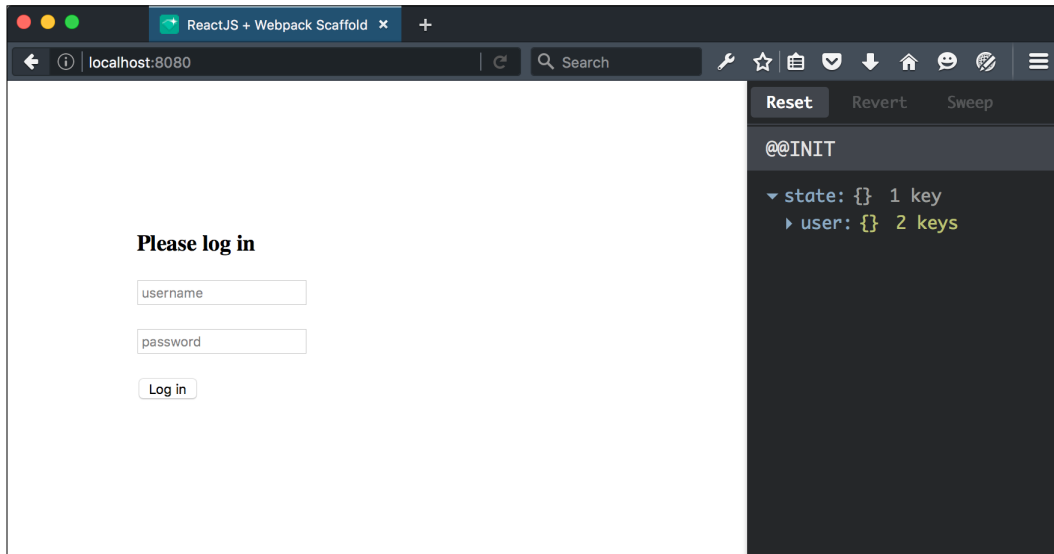 ReactJS + Webpack Scaffold
localhost:8080
Search
Reset Revert Sweep
@@INIT
state: {} 1 key
user: {} 2 keys
Please log in
username
password
Log in